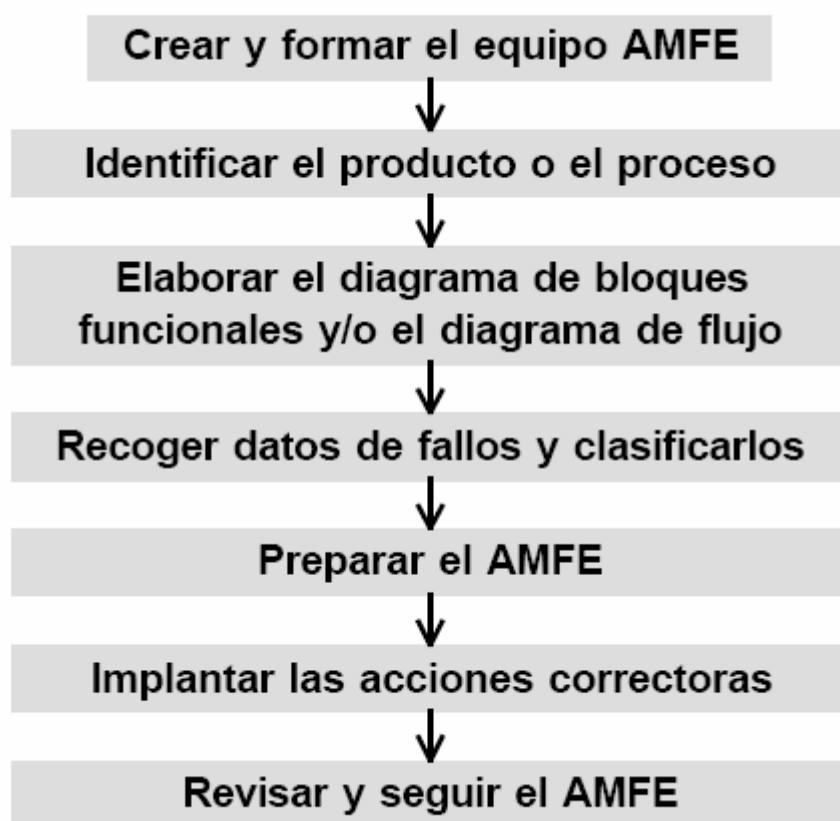 Crear y formar el equipo AMFE
Identificar el producto o el proceso
Elaborar el diagrama de bloques
funcionales y/o el diagrama de flujo
Recoger datos de fallos y clasificarlos
Preparar el AMFE
Implantar las acciones correctoras
Revisar y seguir el AMFE